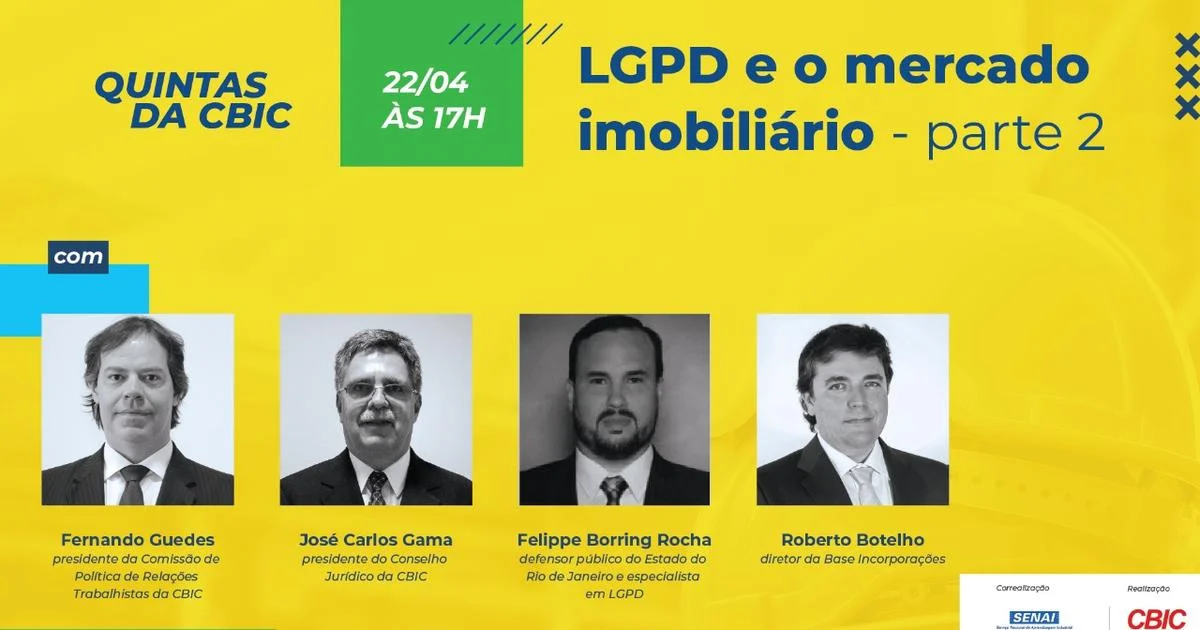 QUINTAS
DA CBIC
22/04
ÀS 17H
LGPD e o mercado
imobiliário - parte 2
com
Fernando Guedes
presidente da Comissão de
Política de Relações
Trabalhistas da CBIC
José Carlos Gama
presidente do Conselho
Jurídico da CBIC
Felippe Borring Rocha
defensor público do Estado do
Rio de Janeiro e especialista
em LGPD
Roberto Botelho
diretor da Base Incorporações
Correalização
SENAI
Serviço Nacional de Aprendizagem Industrial
Realização
CBIC